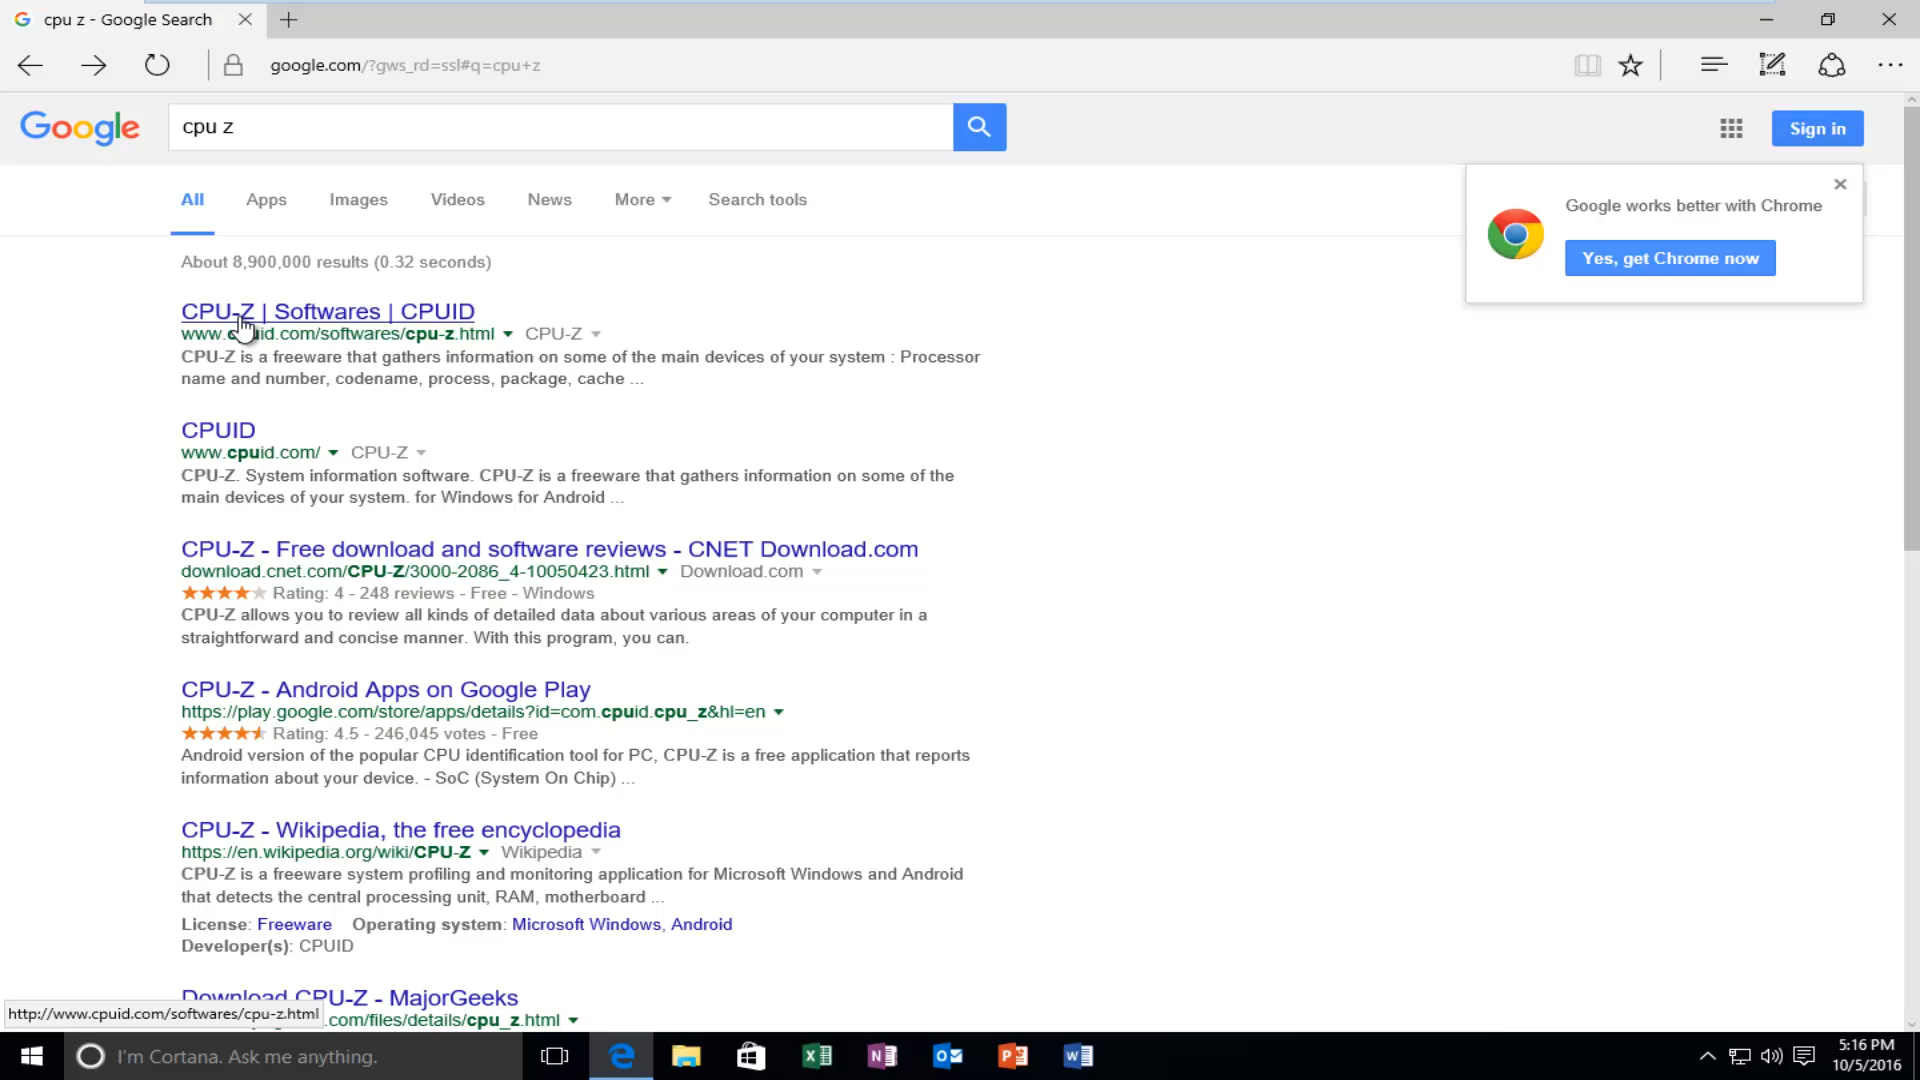 cpu z - Google Search
google.com/?gws_rd=ssl#q=cpu+z
Google
cpu z
Sign in
All Apps Images Videos News More Search tools
Google works better with Chrome
Yes, get Chrome now
About 8,900,000 results (0.32 seconds)
CPU-Z | Softwares | CPUID
www.cpuid.com/softwares/cpu-z.html CPU-Z
CPU-Z is a freeware that gathers information on some of the main devices of your system : Processor
name and number, codename, process, package, cache ...
CPUID
www.cpuid.com/ CPU-Z
CPU-Z. System information software. CPU-Z is a freeware that gathers information on some of the
main devices of your system. for Windows for Android ...
CPU-Z - Free download and software reviews - CNET Download.com
download.cnet.com/CPU-Z/3000-2086_4-10050423.html Download.com
Rating: 4 - 248 reviews - Free - Windows
CPU-Z allows you to review all kinds of detailed data about various areas of your computer in a
straightforward and concise manner. With this program, you can.
CPU-Z - Android Apps on Google Play
https://play.google.com/store/apps/details?id=com.cpuid.cpu_z&hl=en
Rating: 4.5 - 246,045 votes - Free
Android version of the popular CPU identification tool for PC, CPU-Z is a free application that reports
information about your device. - SoC (System On Chip) ...
CPU-Z - Wikipedia, the free encyclopedia
https://en.wikipedia.org/wiki/CPU-Z Wikipedia
CPU-Z is a freeware system profiling and monitoring application for Microsoft Windows and Android
that detects the central processing unit, RAM, motherboard ...
License: Freeware Operating system: Microsoft Windows, Android
Developer(s): CPUID
Download CPU-Z - MajorGeeks
.com/files/details/cpu_z.html
http://www.cpuid.com/softwares/cpu-z.html
I'm Cortana. Ask me anything.
5:16 PM
10/5/2016